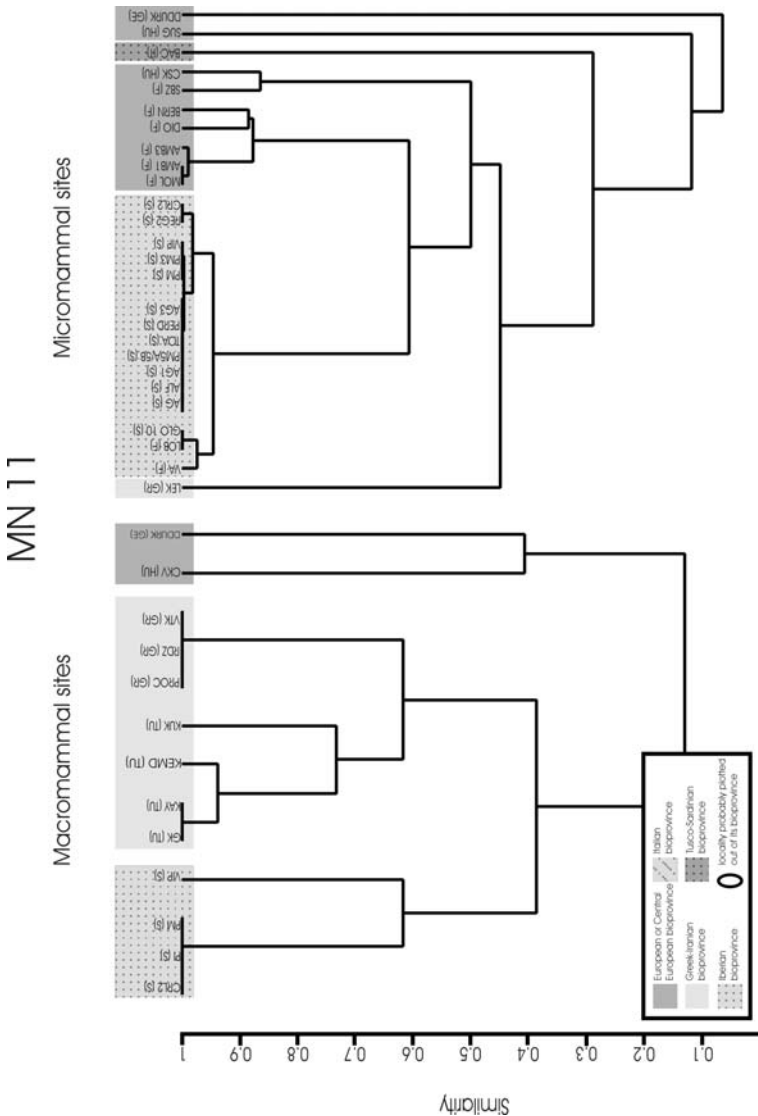 MN 11
Macromammal sites
Micromammal sites
CRL2 (S)
PI (S)
PM (S)
VIP (S)
GK (TU)
KAY (TU)
KEMD (TU)
KUK (TU)
PROC (GR)
RDZ (GR)
VTK (GR)
CKV (HU)
DDURK (GE)
LEK (GR)
VA (F)
LOB (F)
GLO 10 (S)
AG (S)
ALF (S)
AG1 (S)
PM5A/5B (S)
TOA (S)
PERD (S)
AG3 (S)
PM (S)
PM3 (S)
VIP (S)
REG2 (S)
CRL2 (S)
MOL (F)
AMB1 (F)
AMB3 (F)
DIO (F)
BERN (F)
SBZ (F)
CSK (HU)
SUG (HU)
DDURK (GE)
Similarity
1
0.9
0.8
0.7
0.6
0.5
0.4
0.3
0.2
0.1
European or Central
European bioprovince
Greek-Iranian
bioprovince
Iberian
bioprovince
Italian
bioprovince
Tusco-Sardinian
bioprovince
locality probably plotted
out of its bioprovince